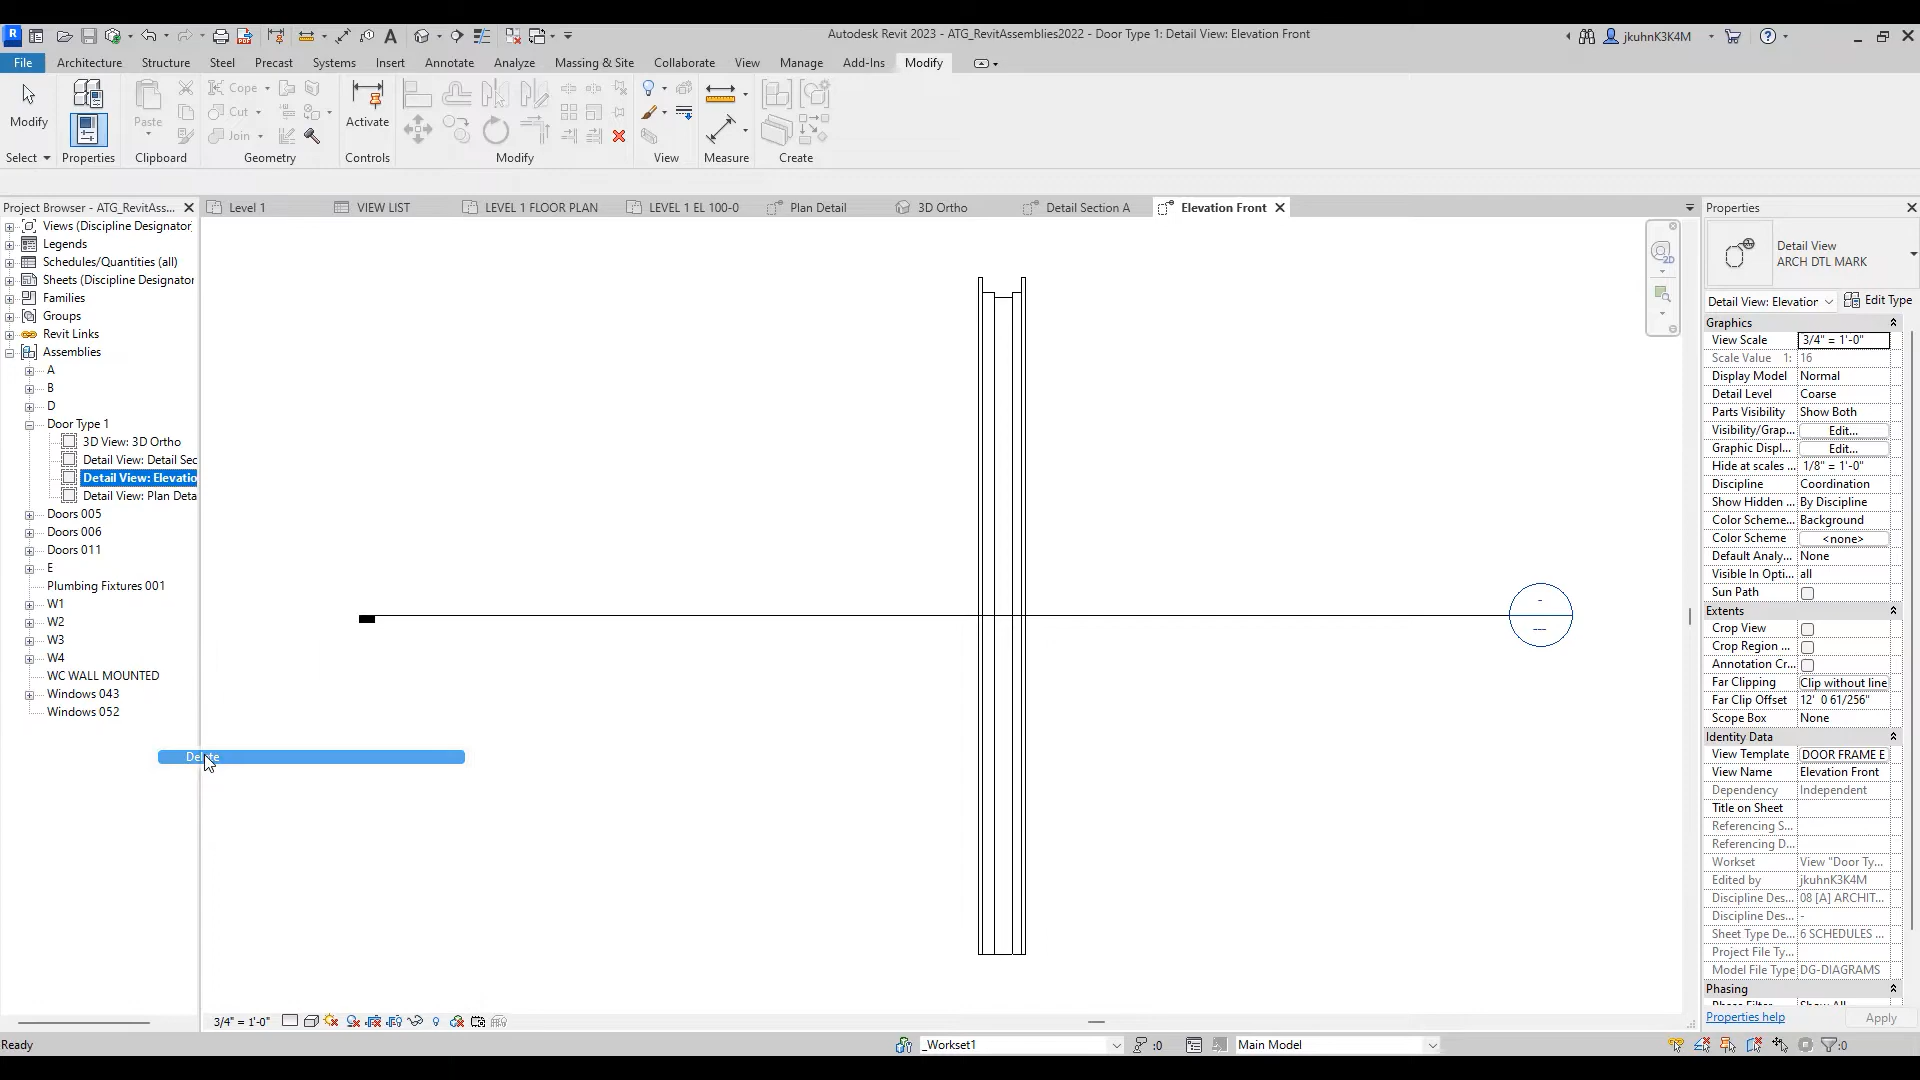 R
A
Autodesk Revit 2023 - ATG_RevitAssemblies2022 - Door Type 1: Detail View: Elevation Front
jkuhnK3K4M
File Architecture Structure Steel Precast Systems Insert Annotate Analyze Massing & Site Collaborate View Manage Add-Ins Modify
Modify
Paste
Cope
Cut
Join
Activate
Select Properties Clipboard Geometry Controls Modify View Measure Create
Project Browser - ATG_RevitAss...
Level 1 VIEW LIST LEVEL 1 FLOOR PLAN LEVEL 1 EL 100-0 Plan Detail 3D Ortho Detail Section A Elevation Front
Properties
Views (Discipline Designator
Legends
Schedules/Quantities (all)
Sheets (Discipline Designator
Families
Groups
Revit Links
Assemblies
A
B
D
Door Type 1
3D View: 3D Ortho
Detail View: Detail Sec
Detail View: Elevatio
Detail View: Plan Deta
Doors 005
Doors 006
Doors 011
E
Plumbing Fixtures 001
W1
W2
W3
W4
WC WALL MOUNTED
Windows 043
Windows 052
Delete
2D
-
---
Detail View
ARCH DTL MARK
Detail View: Elevation Edit Type
Graphics
View Scale 3/4" = 1'-0"
Scale Value 1: 16
Display Model Normal
Detail Level Coarse
Parts Visibility Show Both
Visibility/Grap... Edit...
Graphic Displ... Edit...
Hide at scales ... 1/8" = 1'-0"
Discipline Coordination
Show Hidden ... By Discipline
Color Scheme... Background
Color Scheme <none>
Default Analy... None
Visible In Opti... all
Sun Path
Extents
Crop View
Crop Region ...
Annotation Cr...
Far Clipping Clip without line
Far Clip Offset 12' 0 61/256"
Scope Box None
Identity Data
View Template DOOR FRAME E
View Name Elevation Front
Dependency Independent
Title on Sheet
Referencing S...
Referencing D...
Workset View "Door Ty...
Edited by jkuhnK3K4M
Discipline Des... 08 [A] ARCHIT...
Discipline Des... -
Sheet Type De... 6 SCHEDULES ...
Project File Ty...
Model File Type DG-DIAGRAMS
Phasing
Properties help Apply
3/4" = 1'-0"
Ready
_Workset1
:0
Main Model
:0